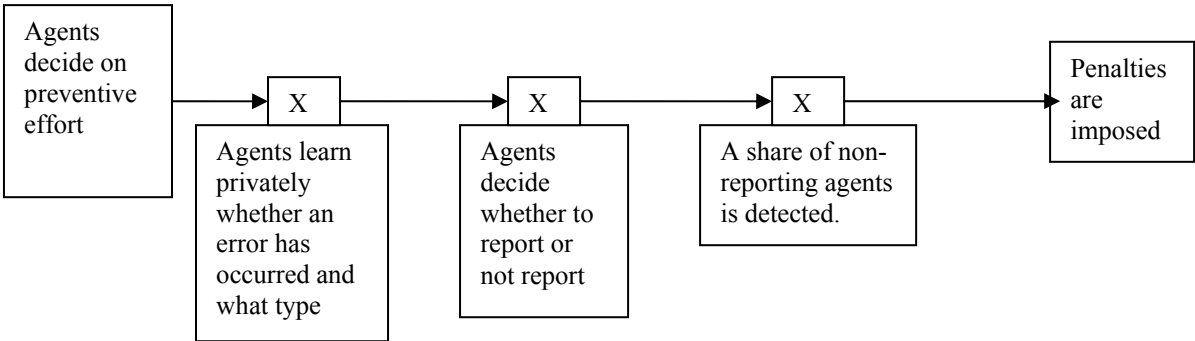 Agents
decide on
preventive
effort
X
Agents learn
privately
whether an
error has
occurred and
what type
X
Agents
decide
whether to
report or
not report
X
A share of non-
reporting agents
is detected.
Penalties
are
imposed